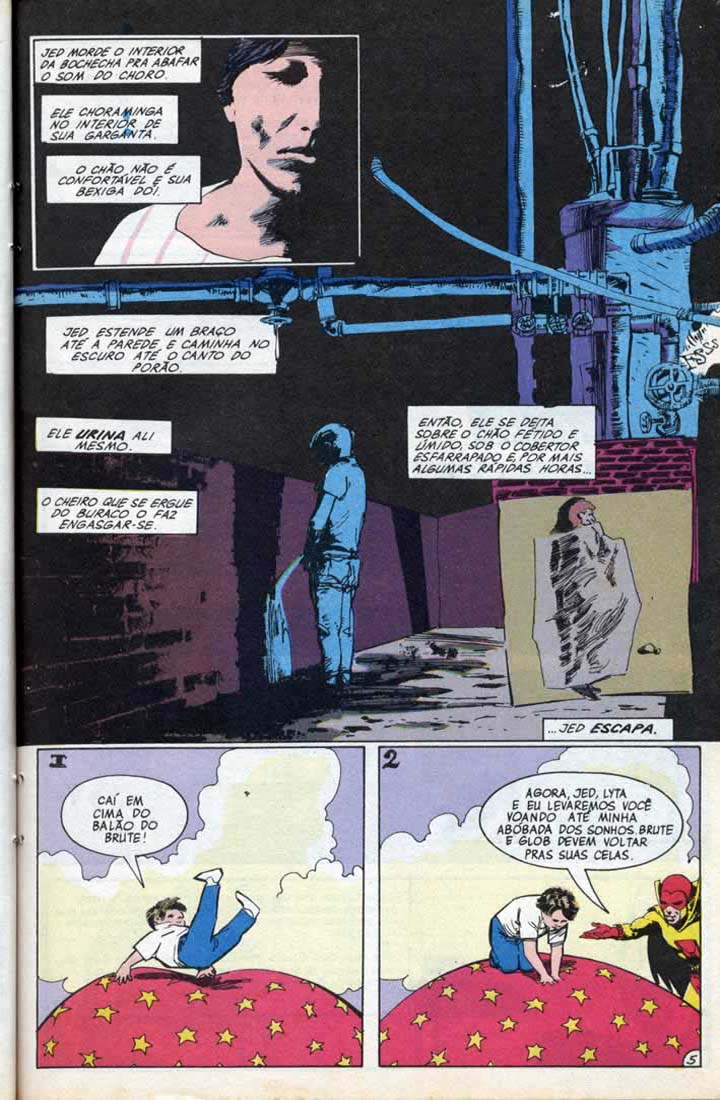 JED MORDE O INTERIOR
DA BOCHECHA PRA ABAFAR
O SOM DO CHORO.
ELE CHORAMINGA
NO INTERIOR DE
SUA GARGANTA.
O CHÃO NÃO É
CONFORTÁVEL E SUA
BEXIGA DÓI.
JED ESTENDE UM BRAÇO
ATÉ A PAREDE E CAMINHA NO
ESCURO ATÉ O CANTO DO
PORÃO.
ELE URINA ALI
MESMO.
O CHEIRO QUE SE ERGUE
DO BURACO O FAZ
ENGASGAR-SE.
ENTÃO, ELE SE DEITA
SOBRE O CHÃO FÉTIDO E
ÚMIDO, SOB O COBERTOR
ESFARRAPADO E, POR MAIS
ALGUMAS RÁPIDAS HORAS...
...JED ESCAPA.
1
CAÍ EM
CIMA DO
BALÃO DO
BRUTE!
2
AGORA, JED, LYTA
E EU LEVAREMOS VOCÊ
VOANDO ATÉ MINHA
ABÓBADA DOS SONHOS. BRUTE
E GLOB DEVEM VOLTAR
PRAS SUAS CELAS.
5